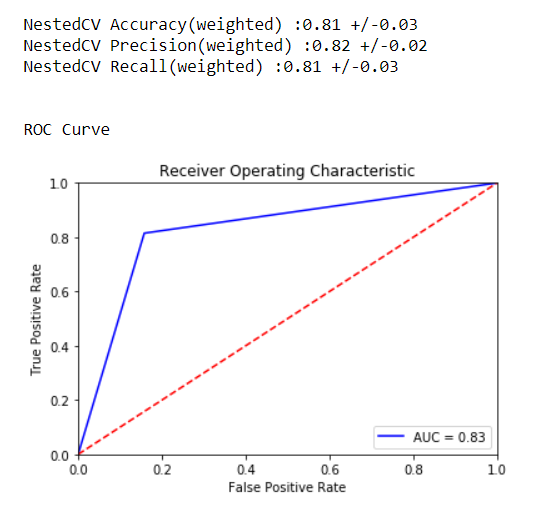 NestedCV Accuracy(weighted) :0.81 +/-0.03
NestedCV Precision(weighted) :0.82 +/-0.02
NestedCV Recall(weighted) :0.81 +/-0.03
ROC Curve
Receiver Operating Characteristic
1.0
0.8
0.6
0.4
0.2
0.0
True Positive Rate
AUC = 0.83
0.0 0.2 0.4 0.6 0.8 1.0
False Positive Rate